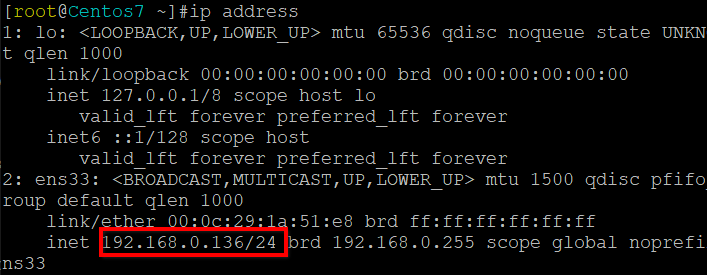 [root@Centos7 ~]#ip address
1: lo: <LOOPBACK,UP,LOWER_UP> mtu 65536 qdisc noqueue state UNKN
t qlen 1000
link/loopback 00:00:00:00:00:00 brd 00:00:00:00:00:00
inet 127.0.0.1/8 scope host lo
valid_lft forever preferred_lft forever
inet6 ::1/128 scope host
valid_lft forever preferred_lft forever
2: ens33: <BROADCAST,MULTICAST,UP,LOWER_UP> mtu 1500 qdisc pfifo_
roup default qlen 1000
link/ether 00:0c:29:1a:51:e8 brd ff:ff:ff:ff:ff:ff
inet 192.168.0.136/24 brd 192.168.0.255 scope global noprefi
ns33